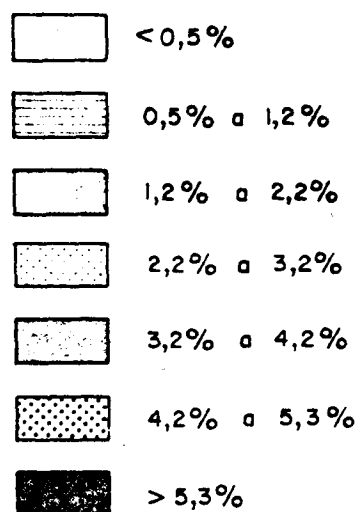 < 0,5%
0,5% a 1,2%
1,2% a 2,2%
2,2% a 3,2%
3,2% a 4,2%
4,2% a 5,3%
> 5,3%